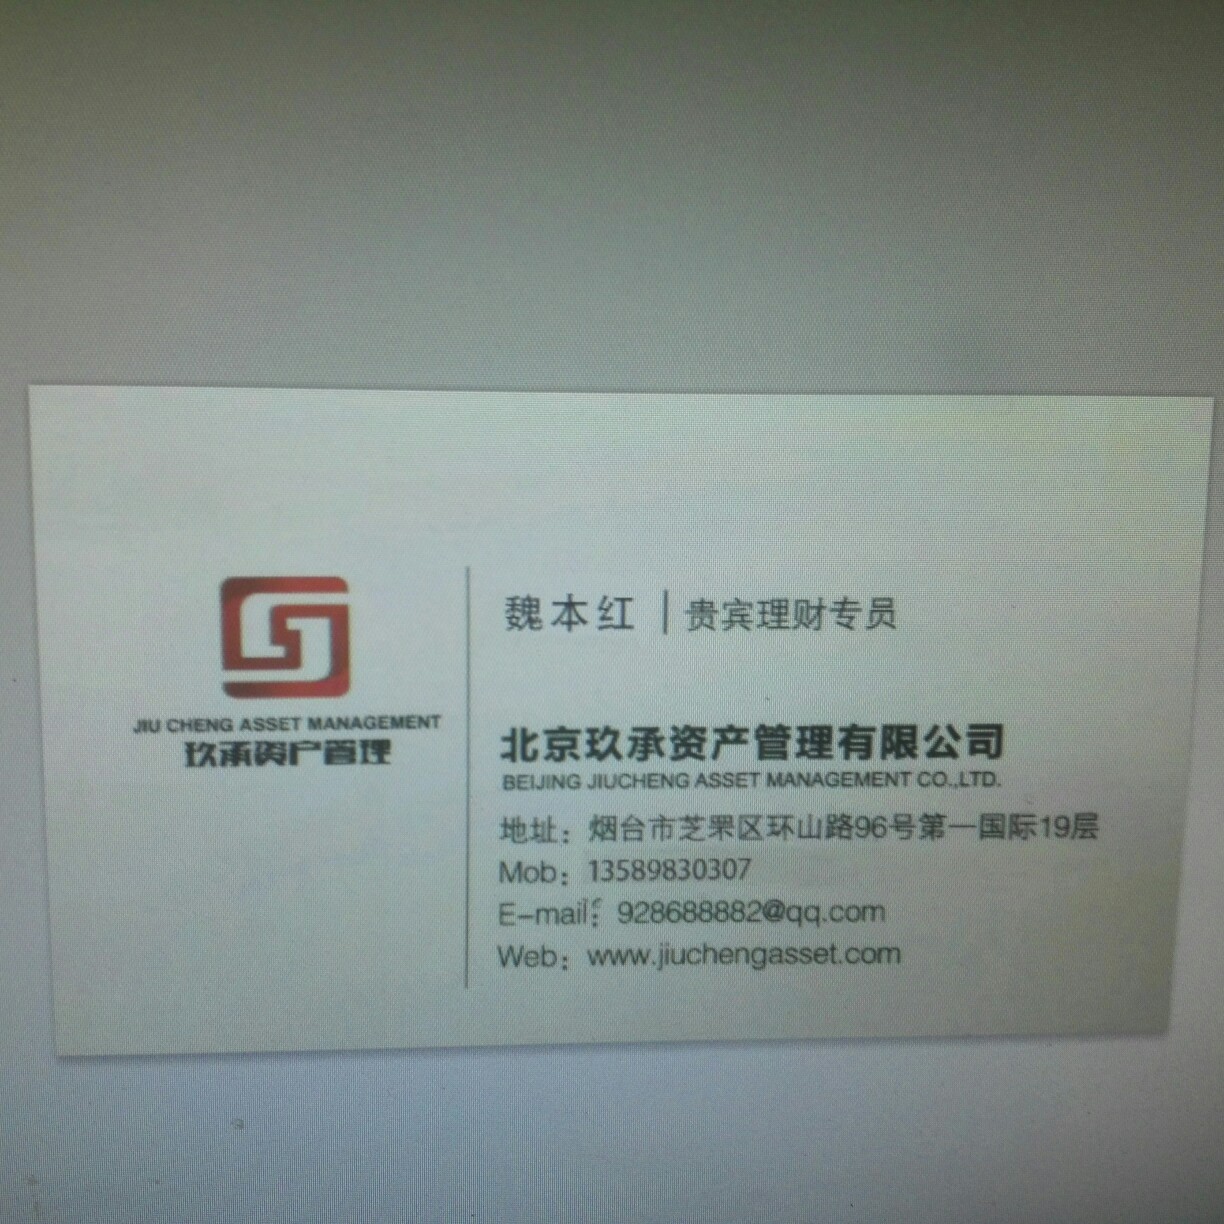 JIU CHENG ASSET MANAGEMENT
玖承资产管理
魏本红 | 贵宾理财专员
北京玖承资产管理有限公司
BEIJING JIUCHENG ASSET MANAGEMENT CO.,LTD.
地址：烟台市芝罘区环山路96号第一国际19层
Mob：13589830307
E-mail：928688882@qq.com
Web：www.jiuchengasset.com